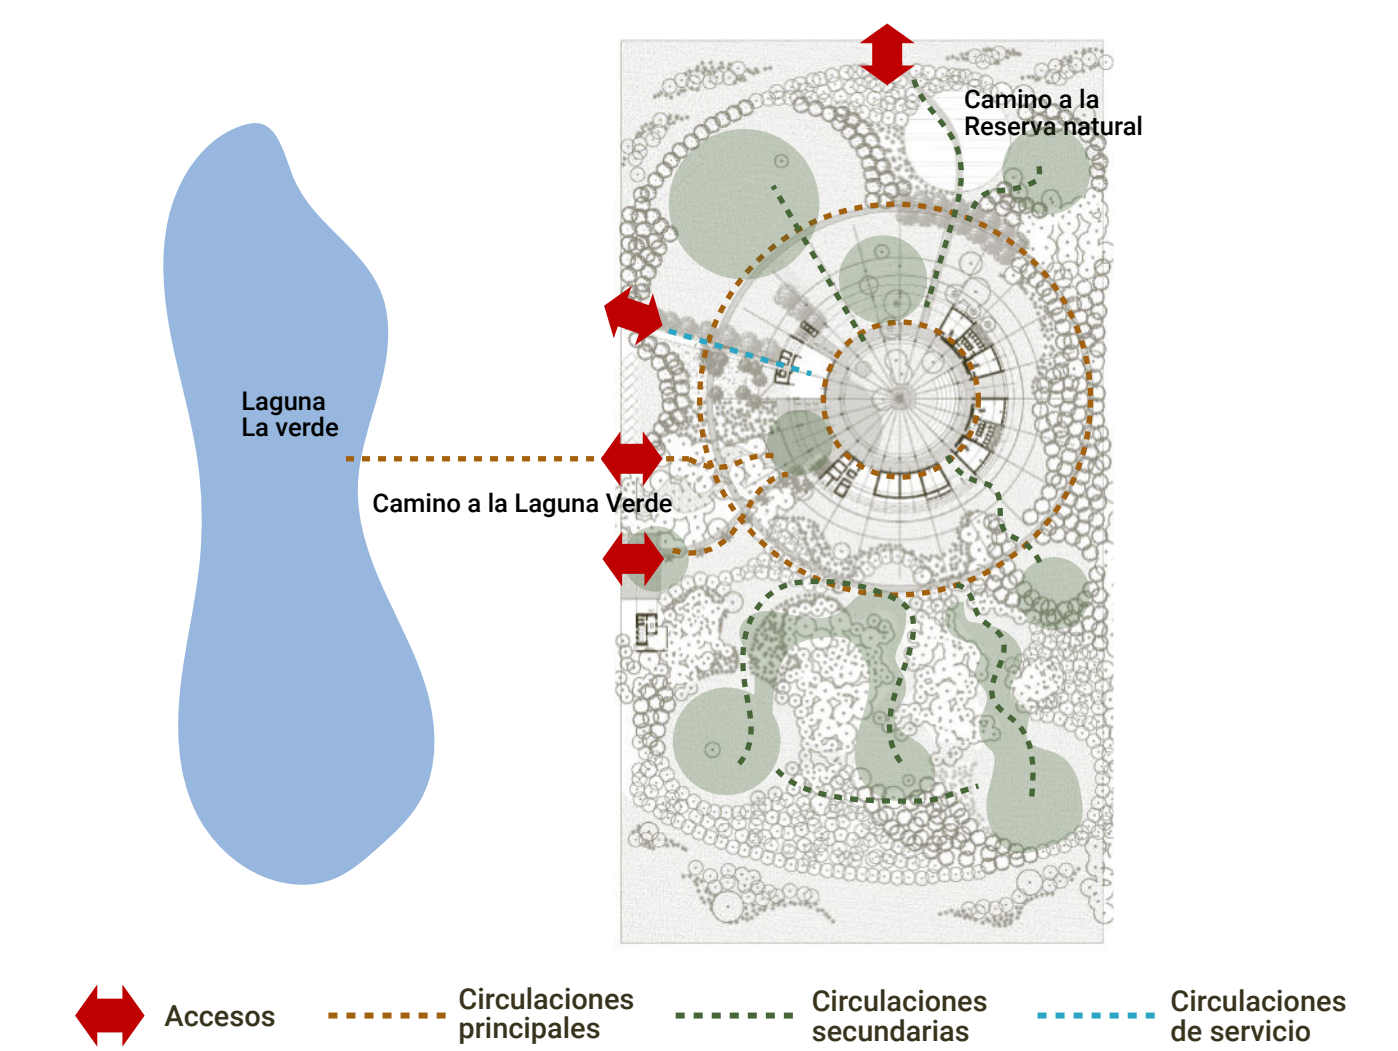 Camino a la
Reserva natural
Laguna
La verde
Camino a la Laguna Verde
Accesos
Circulaciones
principales
Circulaciones
secundarias
Circulaciones
de servicio